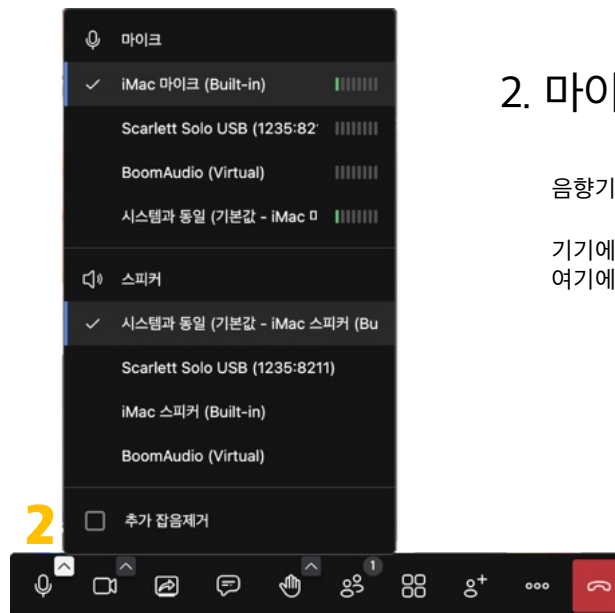 마이크
iMac 마이크 (Built-in)
Scarlett Solo USB (1235:82
BoomAudio (Virtual)
시스템과 동일 (기본값 - iMac ㅁ
스피커
시스템과 동일 (기본값 - iMac 스피커 (Bu
Scarlett Solo USB (1235:8211)
iMac 스피커 (Built-in)
BoomAudio (Virtual)
추가 잡음제거
2
1
2. 마이
음향기
기기에
여기에